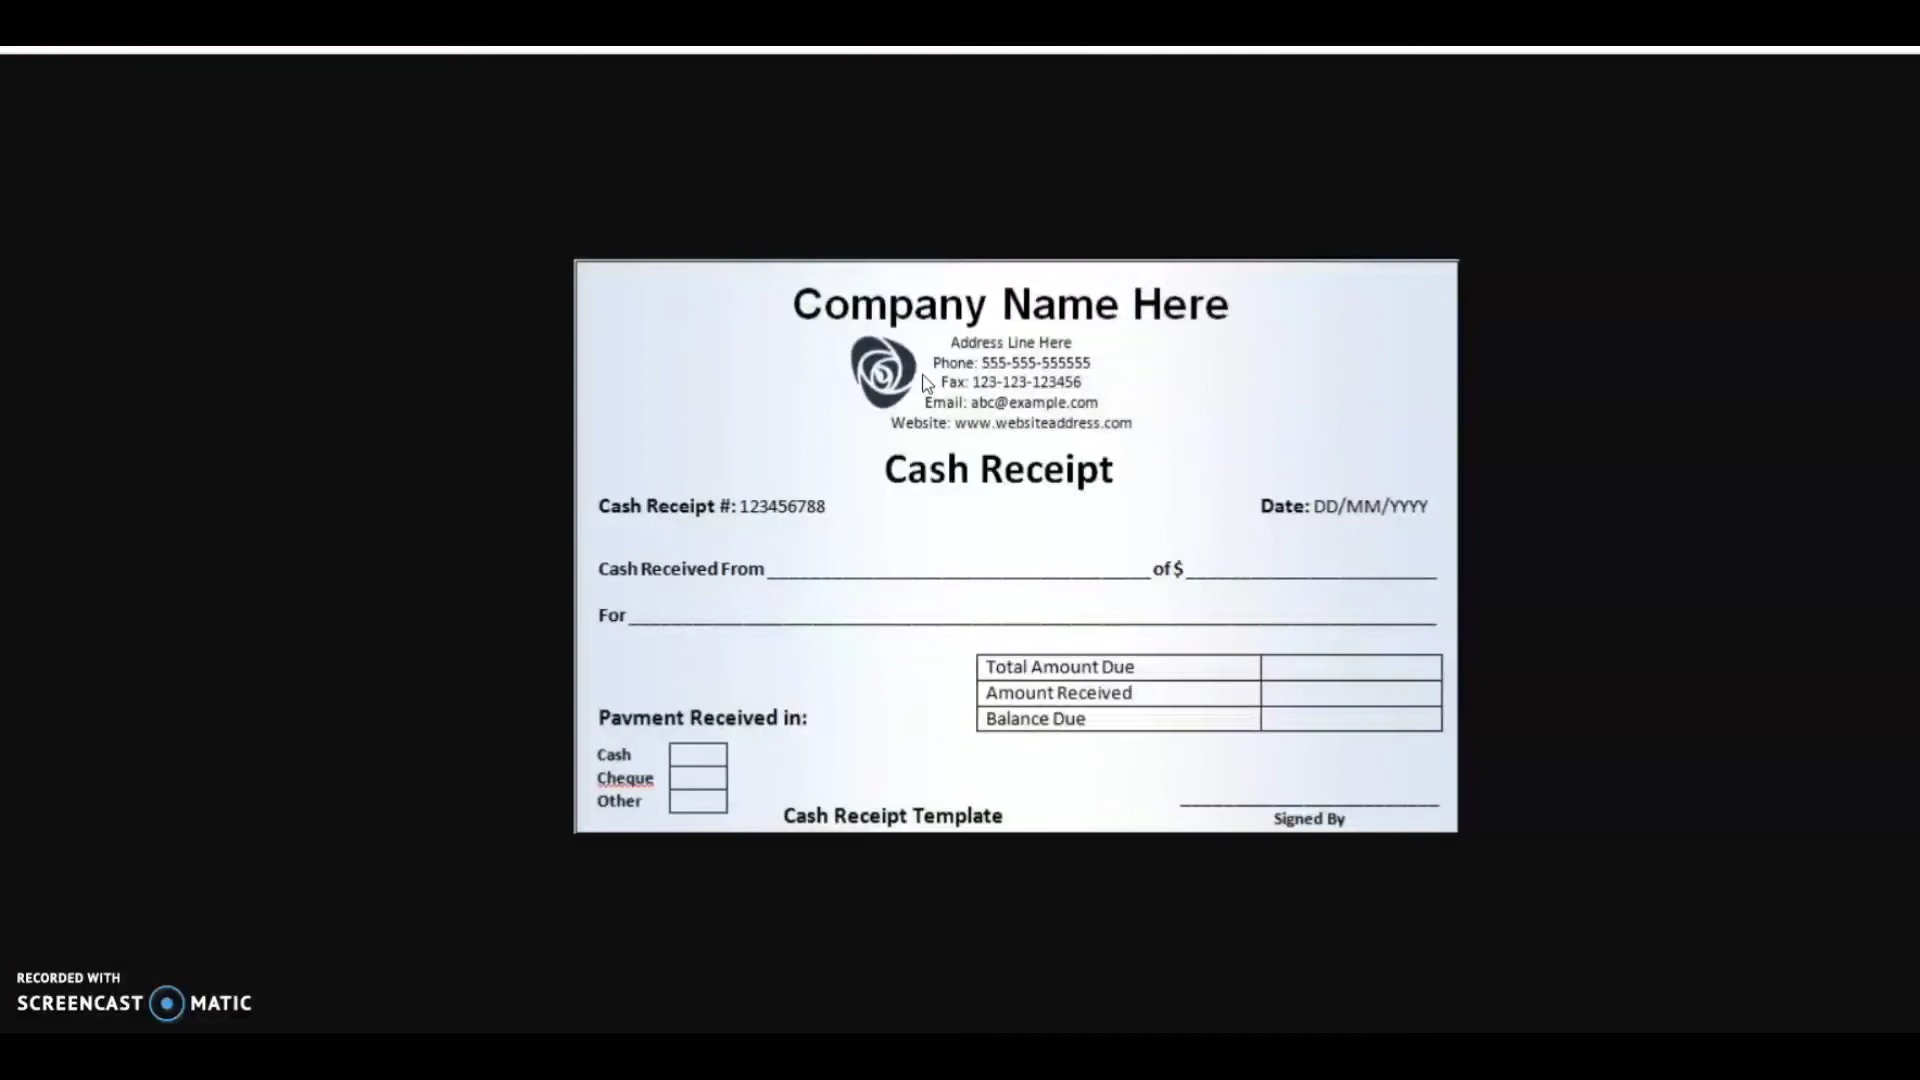 Company Name Here
Address Line Here
Phone: 555-555-555555
Fax: 123-123-123456
Email: abc@example.com
Website: www.websiteaddress.com
Cash Receipt
Cash Receipt #: 123456788 Date: DD/MM/YYYY
Cash Received From of $
For
Total Amount Due
Amount Received
Balance Due
Payment Received in:
Cash
Cheque
Other
Cash Receipt Template
Signed By
RECORDED WITH
SCREENCAST MATIC